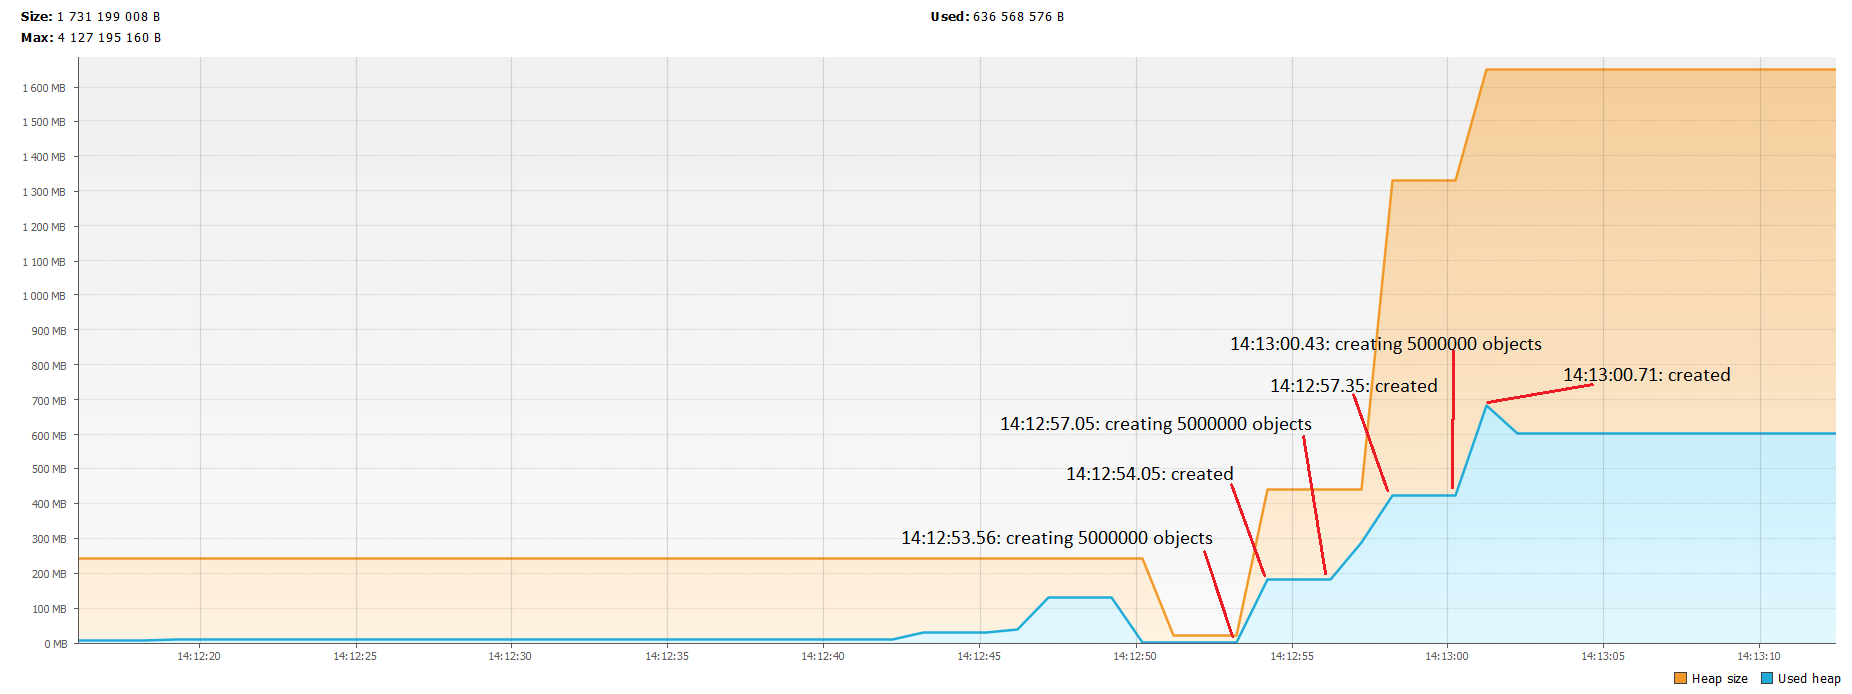 Size: 1 731 199 008 B
Used: 636 568 576 B
Max: 4 127 195 160 B
1 600 MB
1 500 MB
1 400 MB
1 300 MB
1 200 MB
1 100 MB
1 000 MB
900 MB
800 MB
700 MB
600 MB
500 MB
400 MB
300 MB
200 MB
100 MB
0 MB
14:13:00.43: creating 5000000 objects
14:13:00.71: created
14:12:57.35: created
14:12:57.05: creating 5000000 objects
14:12:54.05: created
14:12:53.56: creating 5000000 objects
14:12:20 14:12:25 14:12:30 14:12:35 14:12:40 14:12:45 14:12:50 14:12:55 14:13:00 14:13:05 14:13:10
Heap size Used heap